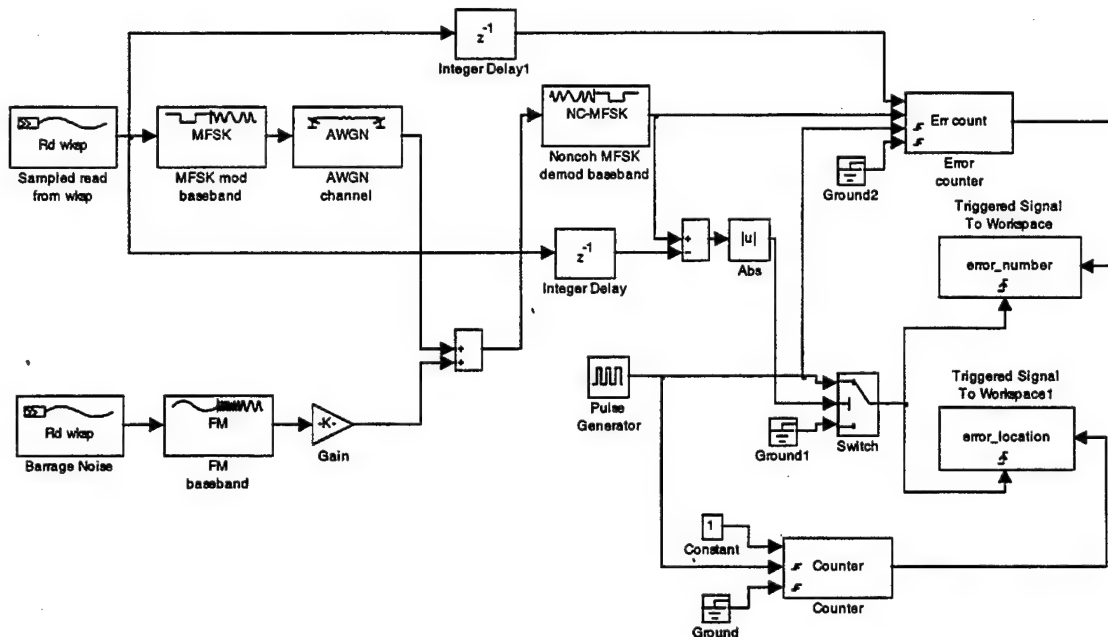 z-1
Integer Delay1
Rd wksp
Sampled read
from wksp
MFSK
MFSK mod
baseband
AWGN
AWGN
channel
NC-MFSK
Noncoh MFSK
demod baseband
Err count
Error
counter
Ground2
Triggered Signal
To Workspace
error_number
z-1
Integer Delay
+
−
|u|
Abs
+
+
Pulse
Generator
Ground1
Switch
Triggered Signal
To Workspace1
error_location
Rd wksp
Barrage Noise
FM
FM
baseband
-K-
Gain
1
Constant
Counter
Counter
Ground